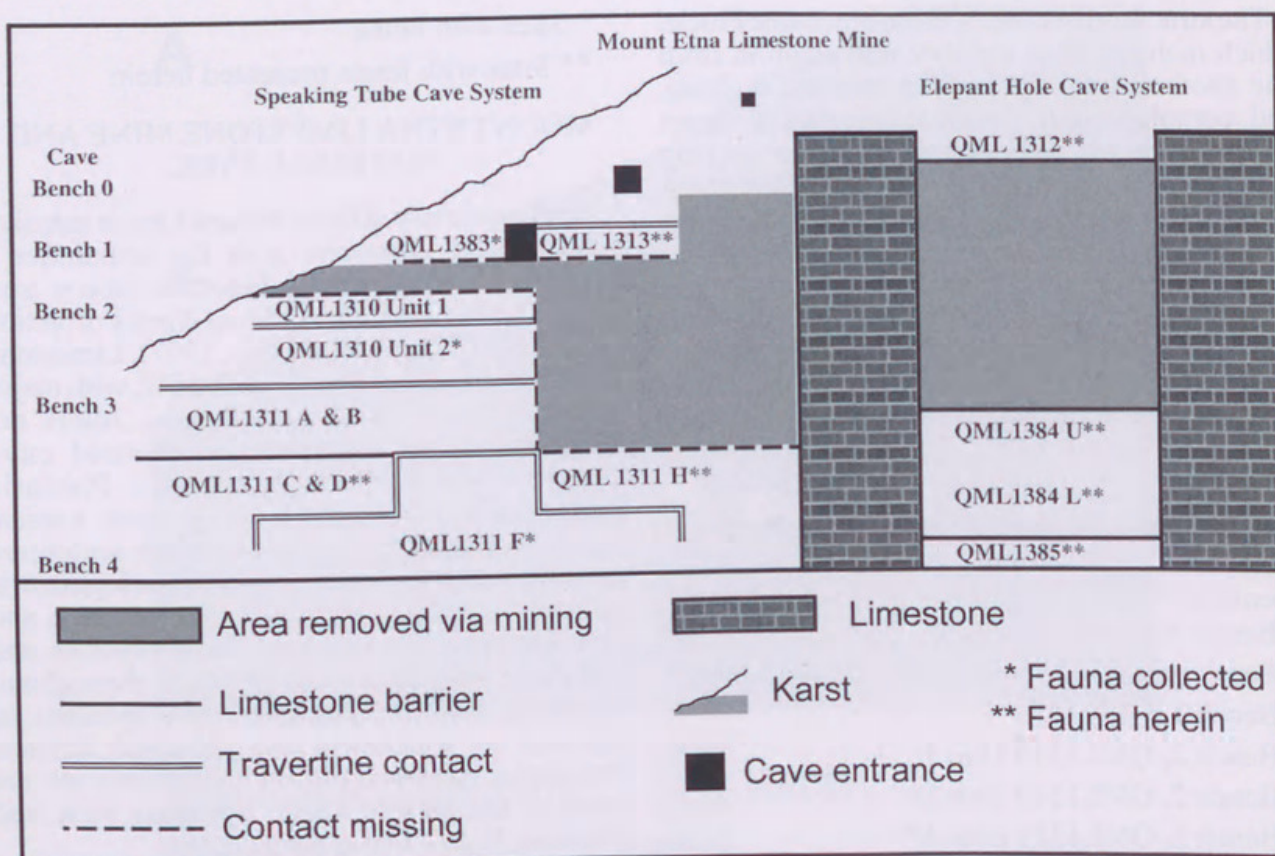 Mount Etna Limestone Mine
Speaking Tube Cave System
Elepant Hole Cave System
Cave
Bench 0
QML 1312**
Bench 1
QML1383*
QML 1313**
Bench 2
QML1310 Unit 1
QML1310 Unit 2*
Bench 3
QML1311 A & B
QML1384 U**
QML1311 C & D**
QML 1311 H**
QML1384 L**
QML1311 F*
QML1385**
Bench 4
Area removed via mining
Limestone
Limestone barrier
Karst
* Fauna collected
** Fauna herein
Travertine contact
Cave entrance
Contact missing